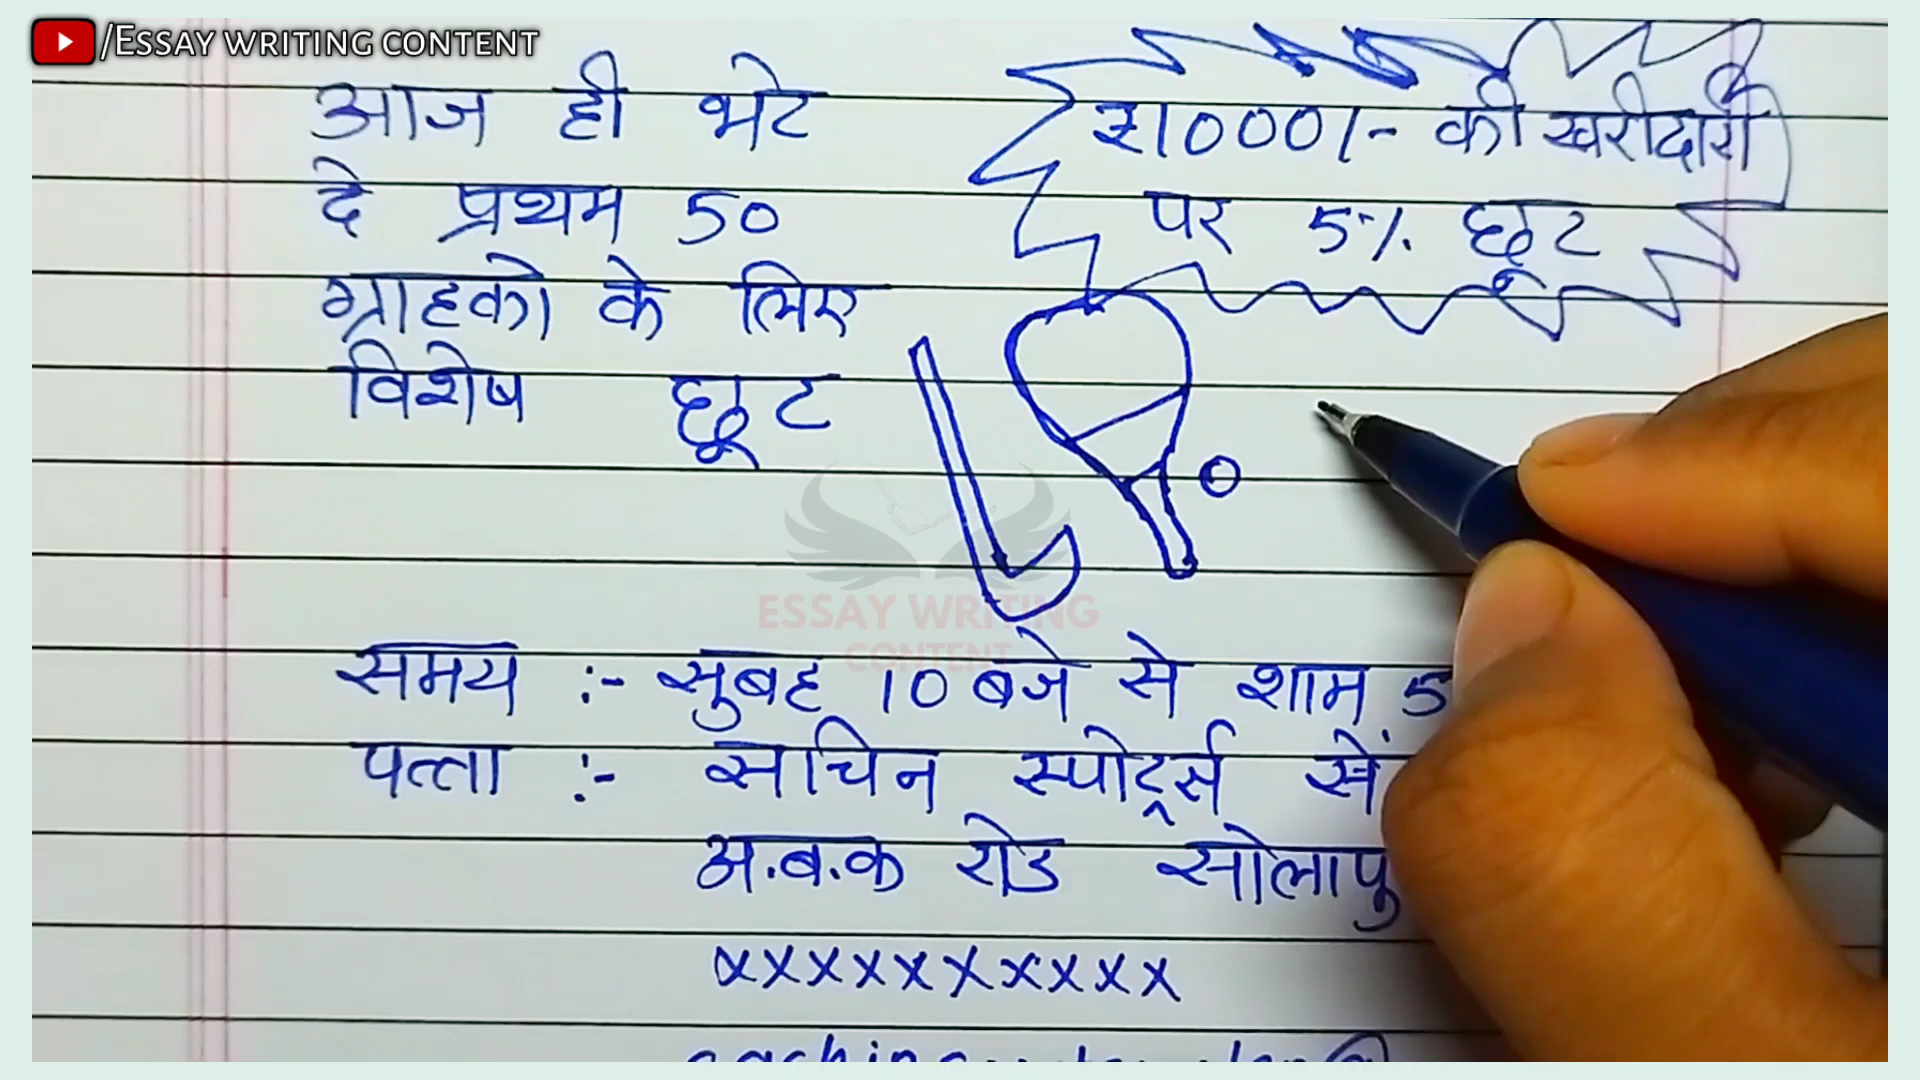 /ESSAY WRITING CONTENT
आज ही भेट
दे प्रथम 50
ग्राहको के लिए
विशेष छूट
₹1000/- की खरीदारी
पर 5% छूट
ESSAY WRITING
CONTENT
समय :- सुबह 10 बजे से शाम 5
पत्ता :- सचिन स्पोर्ट्स सें
अ.ब.क रोड सोलापु
xxxxxxxxxx